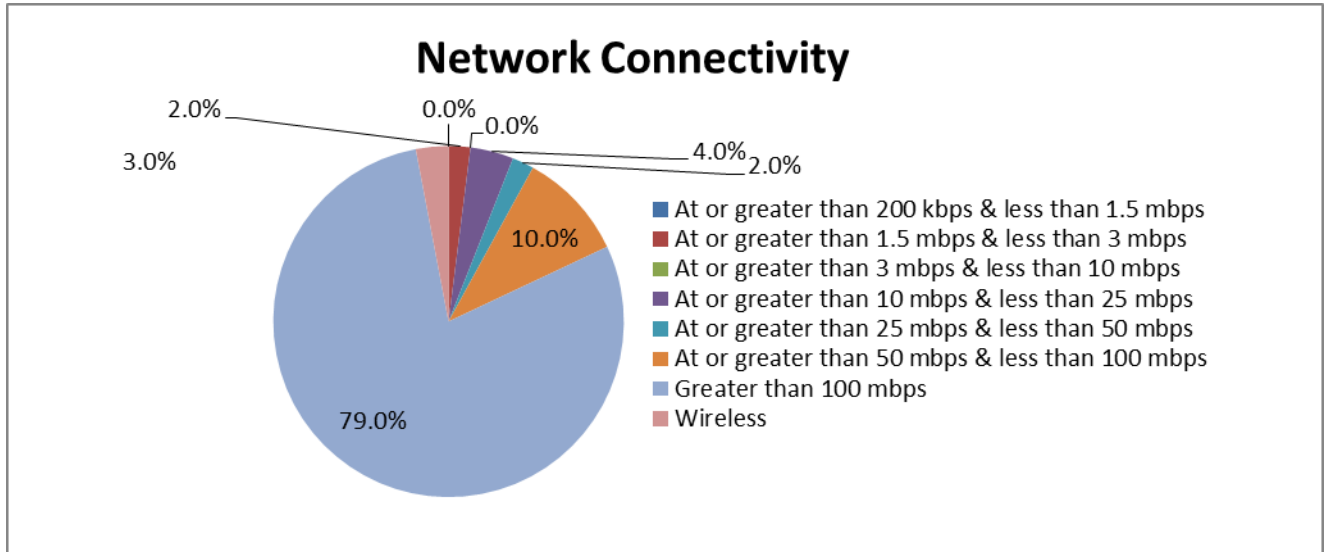 Network Connectivity
2.0%
0.0%
0.0%
4.0%
2.0%
3.0%
10.0%
79.0%
At or greater than 200 kbps & less than 1.5 mbps
At or greater than 1.5 mbps & less than 3 mbps
At or greater than 3 mbps & less than 10 mbps
At or greater than 10 mbps & less than 25 mbps
At or greater than 25 mbps & less than 50 mbps
At or greater than 50 mbps & less than 100 mbps
Greater than 100 mbps
Wireless